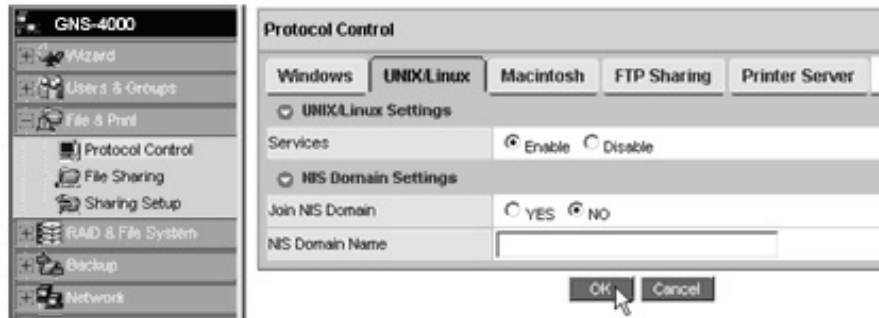 GNS-4000
Wizard
Users & Groups
File & Print
Protocol Control
File Sharing
Sharing Setup
RAID & File System
Backup
Network
Protocol Control
Windows
UNIX/Linux
Macintosh
FTP Sharing
Printer Server
UNIX/Linux Settings
Services
Enable
Disable
NIS Domain Settings
Join NIS Domain
YES
NO
NIS Domain Name
OK
Cancel